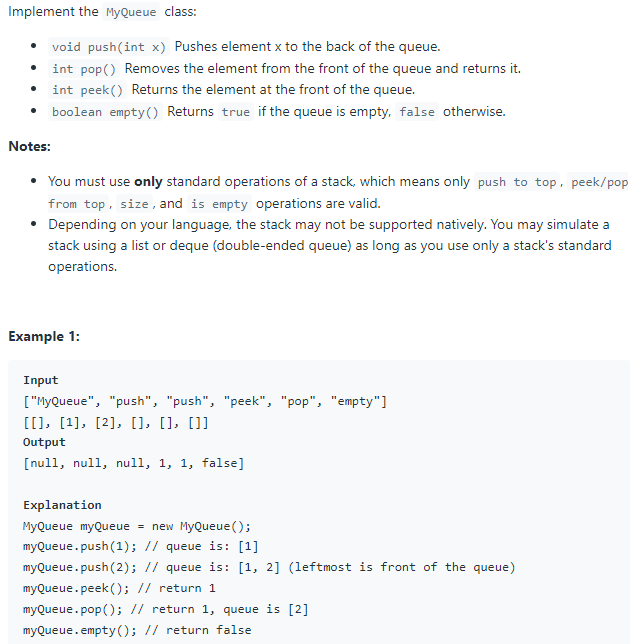 Implement the MyQueue class:
void push(int x) Pushes element x to the back of the queue.
int pop() Removes the element from the front of the queue and returns it.
int peek() Returns the element at the front of the queue.
boolean empty() Returns true if the queue is empty, false otherwise.
Notes:
You must use only standard operations of a stack, which means only push to top, peek/pop
from top, size, and is empty operations are valid.
Depending on your language, the stack may not be supported natively. You may simulate a
stack using a list or deque (double-ended queue) as long as you use only a stack's standard
operations.
Example 1:
Input
["MyQueue", "push", "push", "peek", "pop", "empty"]
[[], [1], [2], [], [], []]
Output
[null, null, null, 1, 1, false]
Explanation
MyQueue myQueue = new MyQueue();
myQueue.push(1); // queue is: [1]
myQueue.push(2); // queue is: [1, 2] (leftmost is front of the queue)
myQueue.peek(); // return 1
myQueue.pop(); // return 1, queue is [2]
myQueue.empty(); // return false